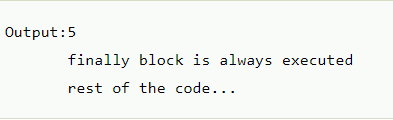 Output:5
finally block is always executed
rest of the code...